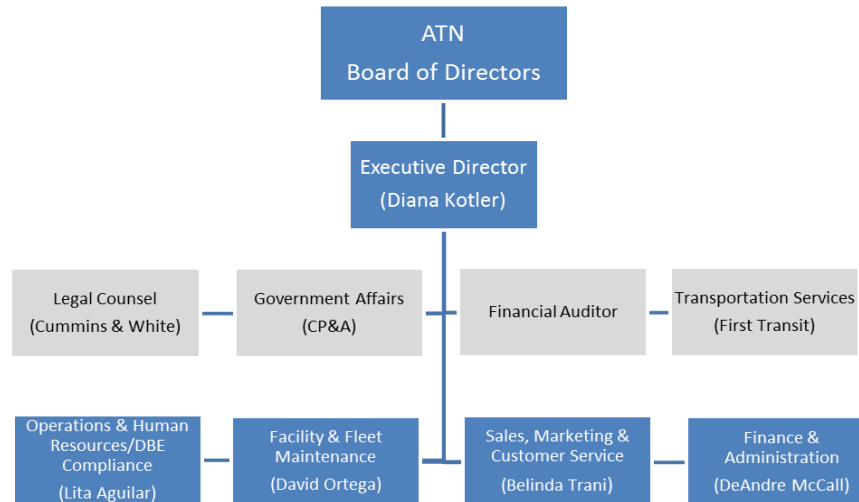 ATN
Board of Directors
Executive Director
(Diana Kotler)
Legal Counsel
(Cummins & White)
Government Affairs
(CP&A)
Financial Auditor
Transportation Services
(First Transit)
Operations & Human
Resources/DBE
Compliance
(Lita Aguilar)
Facility & Fleet
Maintenance
(David Ortega)
Sales, Marketing &
Customer Service
(Belinda Trani)
Finance &
Administration
(DeAndre McCall)